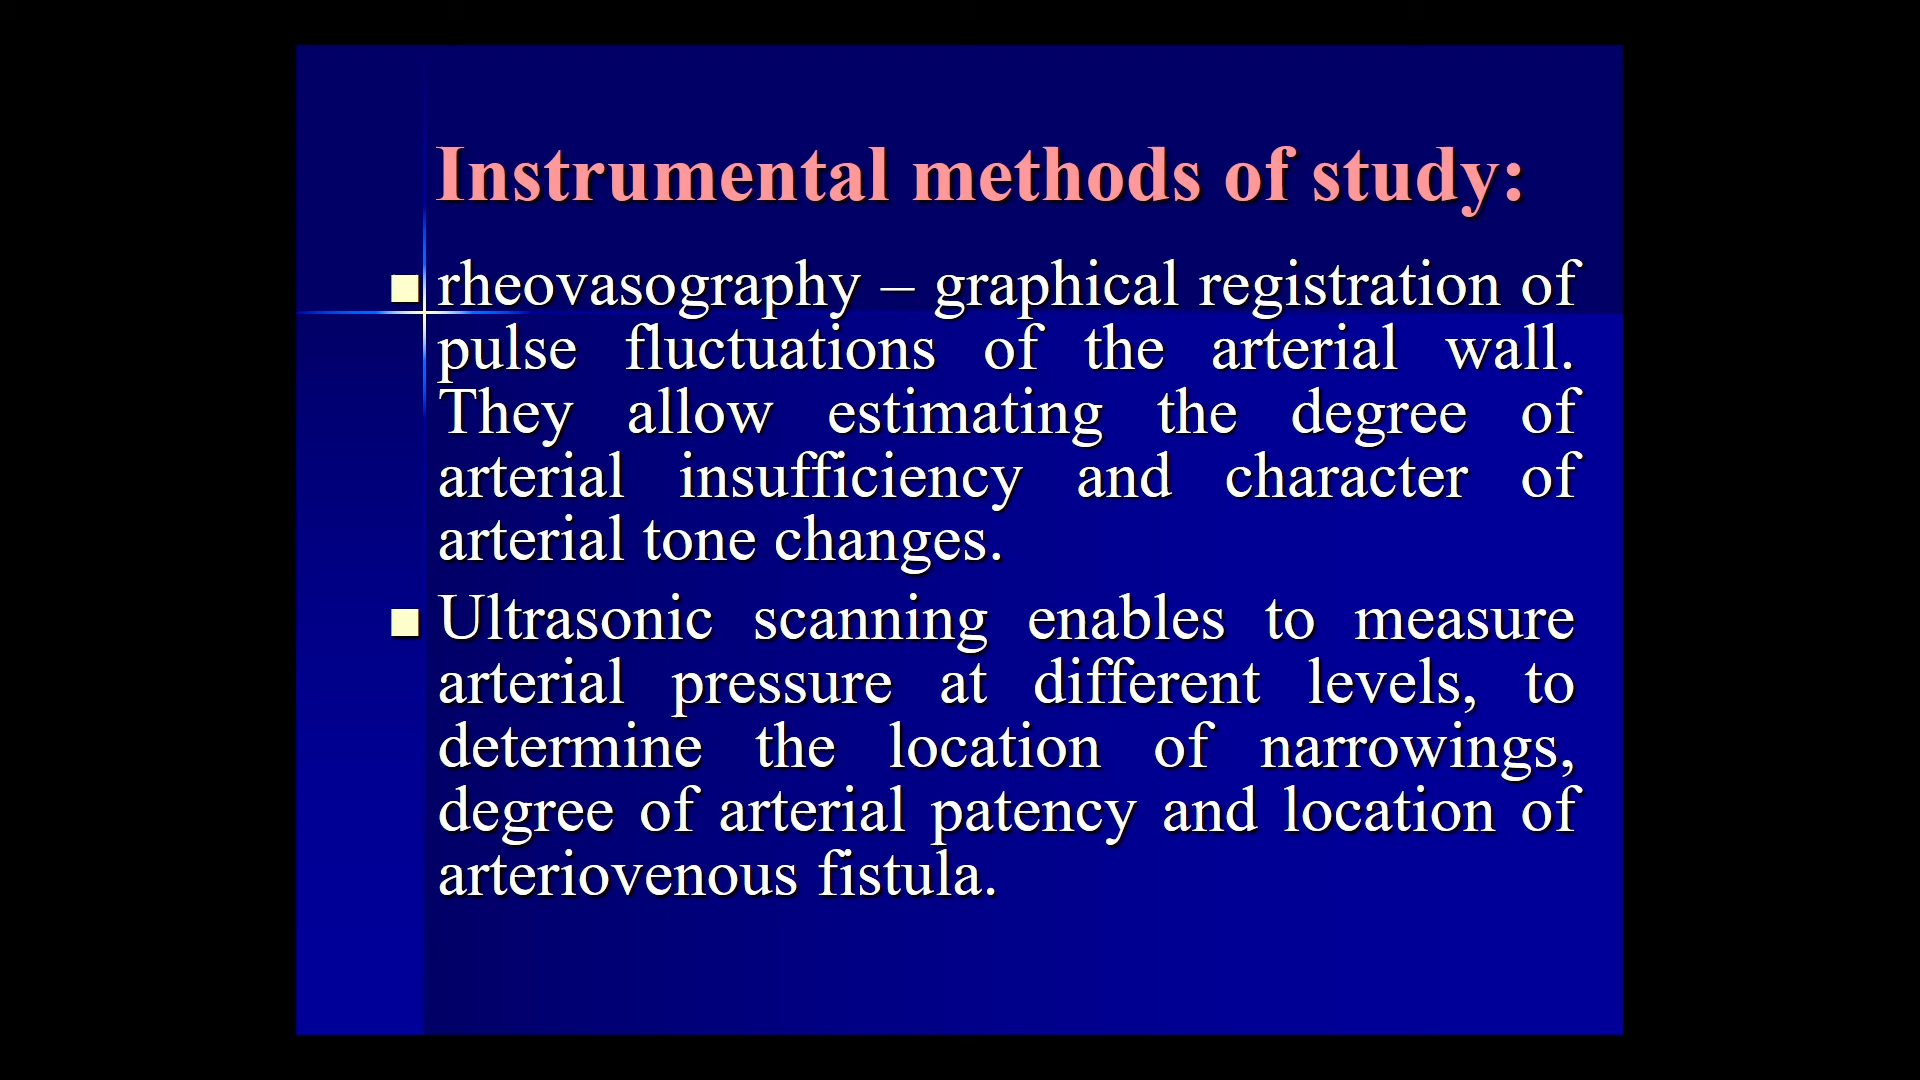 Instrumental methods of study:
rheovasography – graphical registration of
pulse fluctuations of the arterial wall.
They allow estimating the degree of
arterial insufficiency and character of
arterial tone changes.
Ultrasonic scanning enables to measure
arterial pressure at different levels, to
determine the location of narrowings,
degree of arterial patency and location of
arteriovenous fistula.